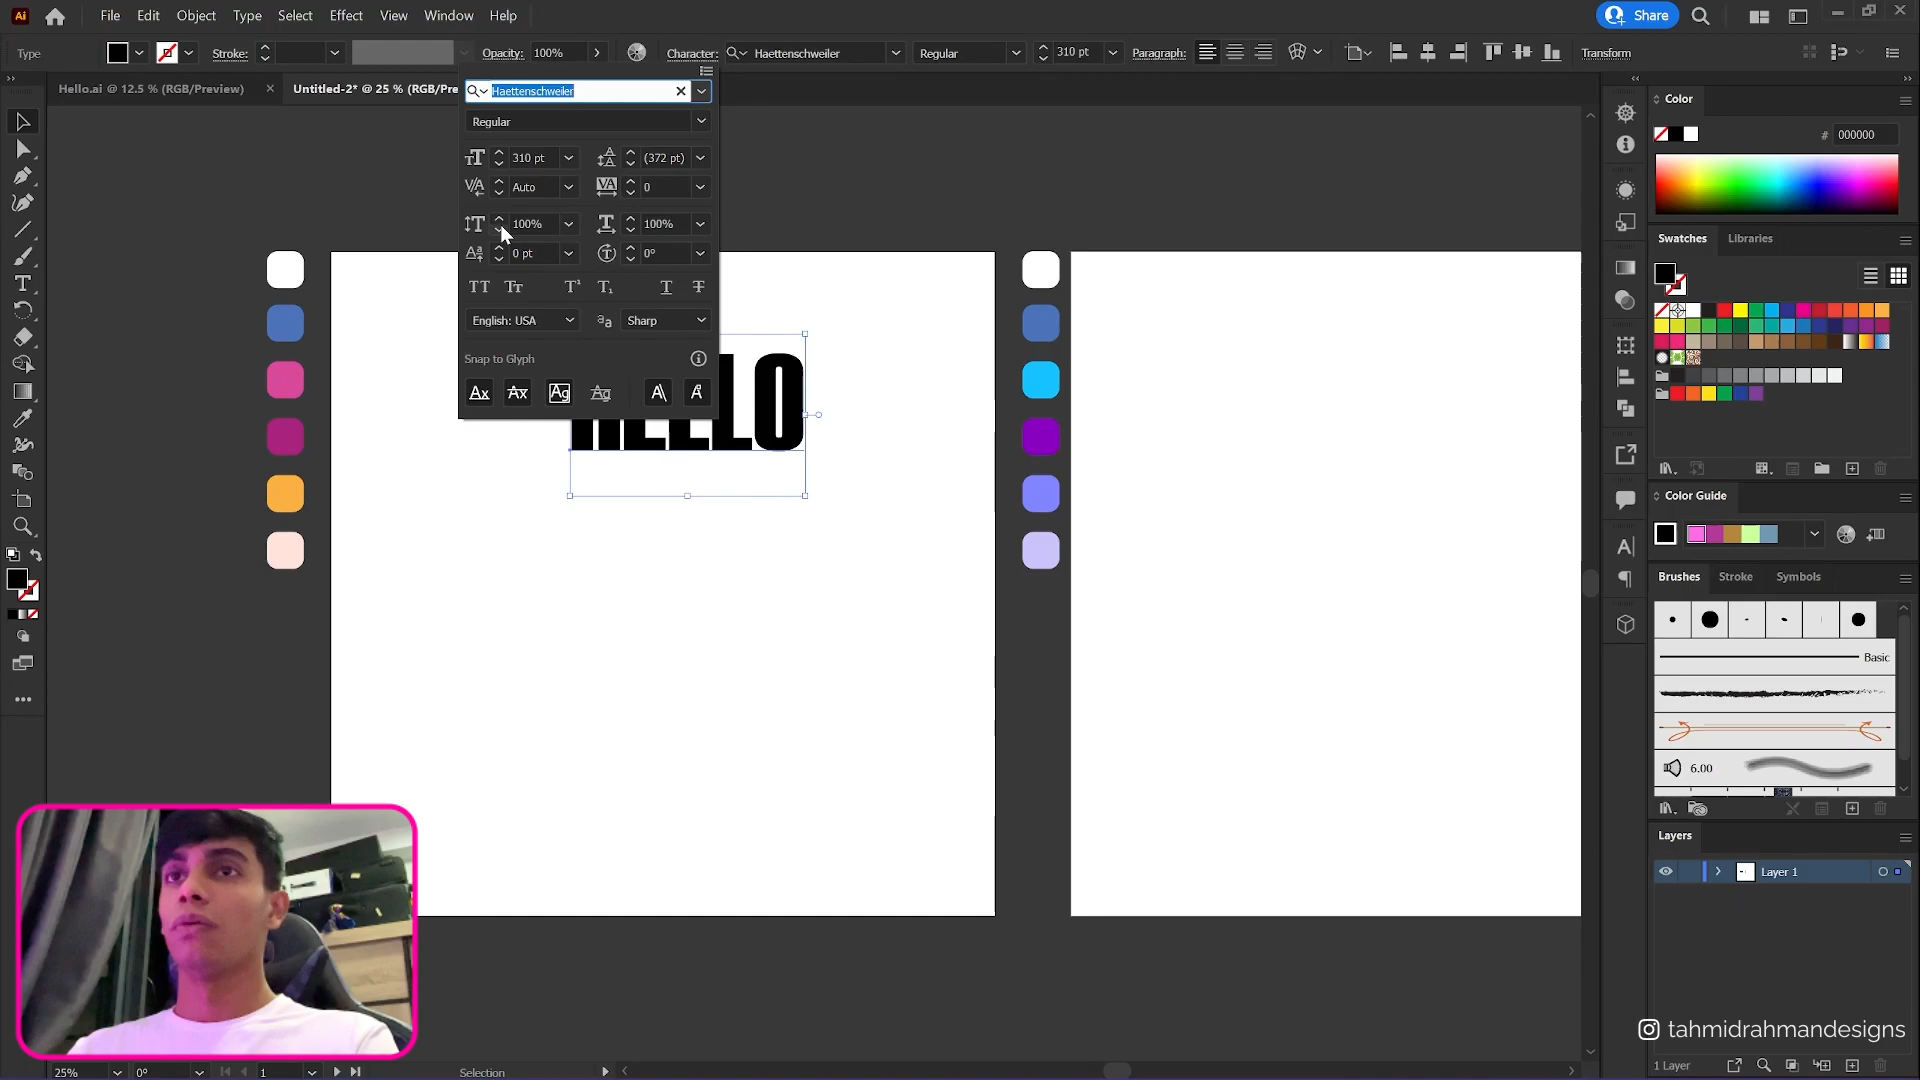 Ai File Edit Object Type Select Effect View Window Help Share
Type Stroke: Opacity: 100% Character: Haettenschweiler Regular 310 pt Paragraph: Transform
Hello.ai @ 12.5 % (RGB/Preview) Untitled-2* @ 25 % (RGB/Pre
Haettenschweiler
Regular
310 pt (372 pt)
Auto 0
100% 100%
0 pt 0°
English: USA Sharp
Snap to Glyph
HELLO
Color
# 000000
Swatches Libraries
Color Guide
Brushes Stroke Symbols
Basic
6.00
Layers
Layer 1
tahmidrahmandesigns
1 Layer
25% 0° 1 Selection